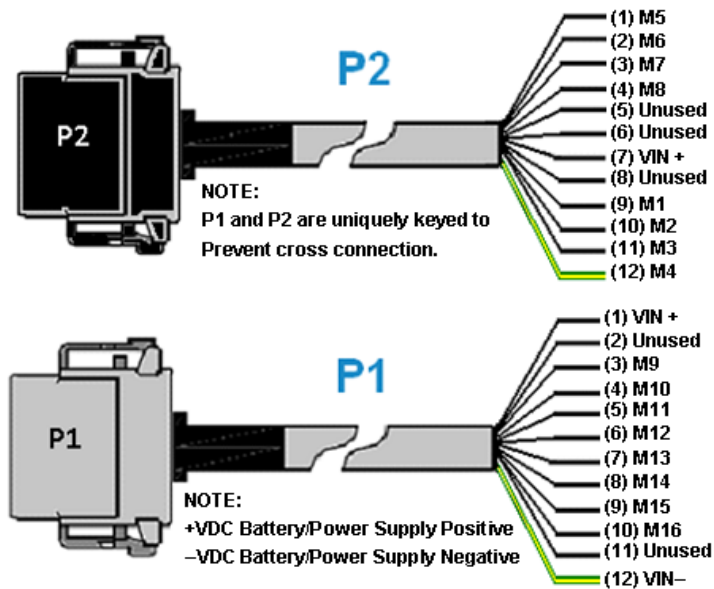 P2
(1) M5
(2) M6
(3) M7
(4) M8
(5) Unused
(6) Unused
(7) VIN +
(8) Unused
(9) M1
(10) M2
(11) M3
(12) M4
P2
NOTE:
P1 and P2 are uniquely keyed to
Prevent cross connection.
P1
(1) VIN +
(2) Unused
(3) M9
(4) M10
(5) M11
(6) M12
(7) M13
(8) M14
(9) M15
(10) M16
(11) Unused
(12) VIN–
P1
NOTE:
+VDC Battery/Power Supply Positive
–VDC Battery/Power Supply Negative